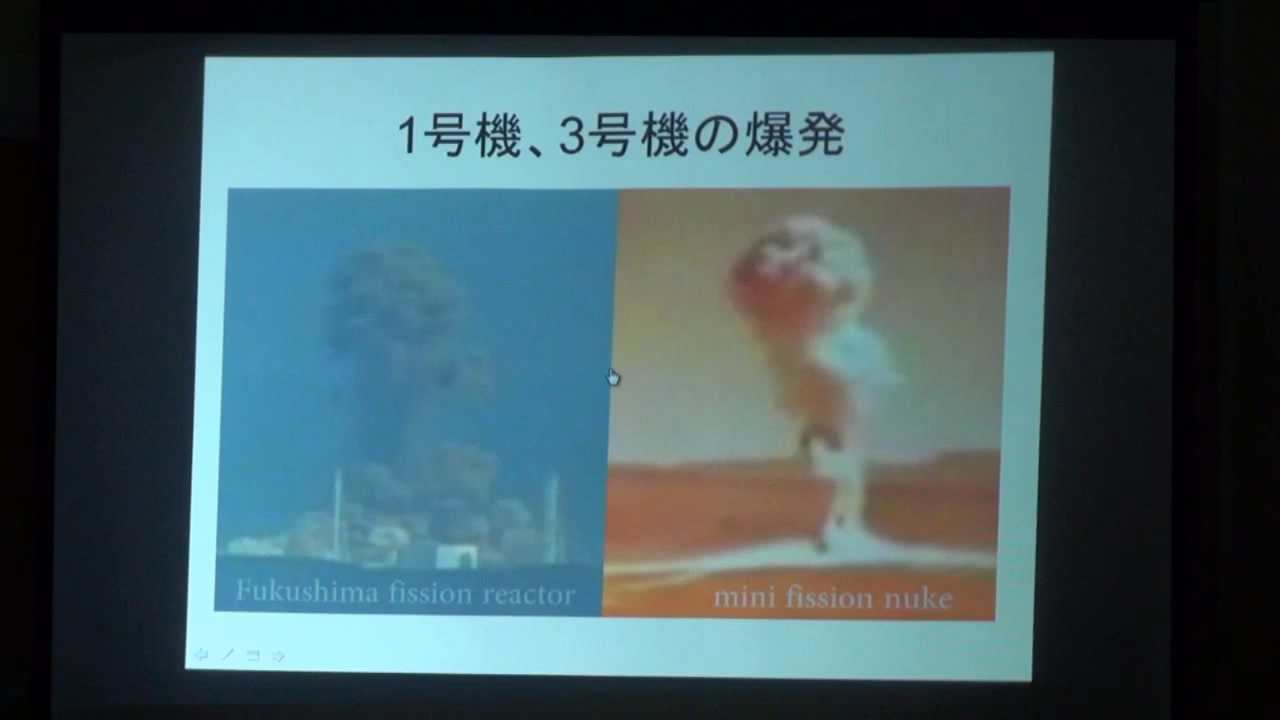 1号機、3号機の爆発
Fukushima fission reactor
mini fission nuke